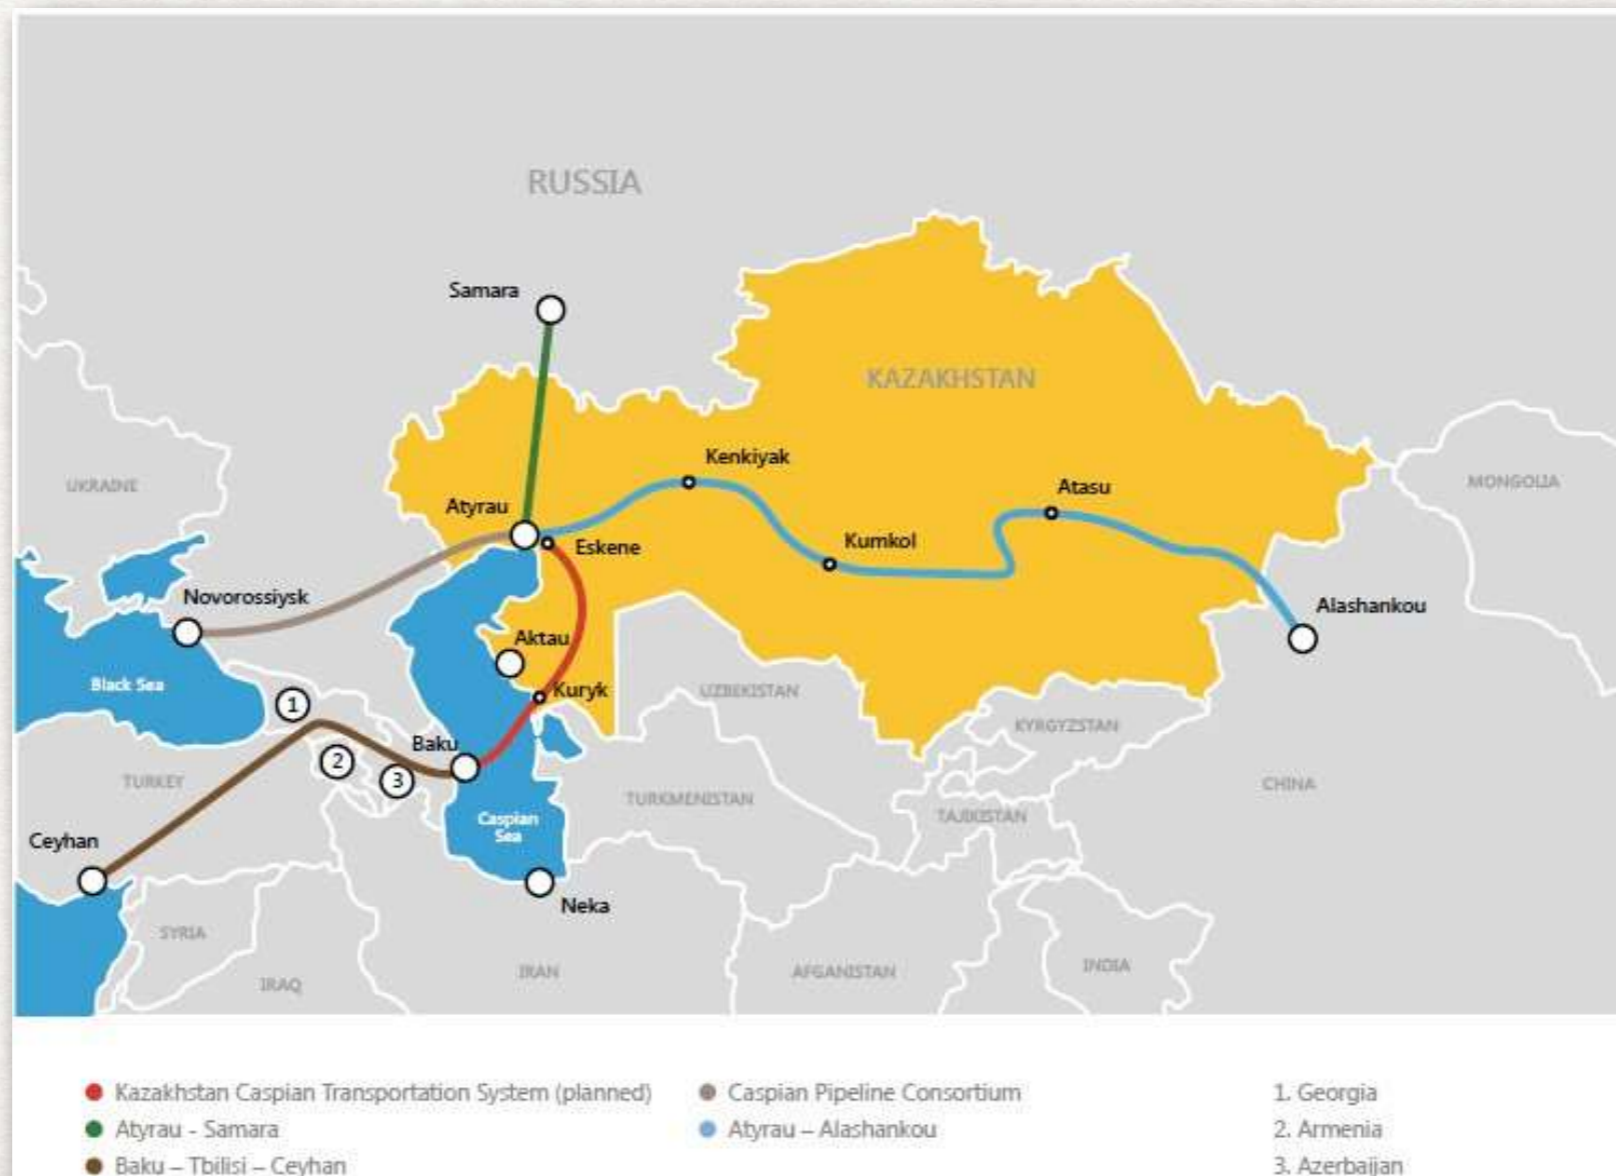 RUSSIA
Samara
KAZAKHSTAN
Kenkiyak
UKRAINE
MONGOLIA
Atasu
Atyrau
Kumkol
Eskene
Novorossiysk
Alashankou
Aktau
Black Sea
Kuryk
UZBEKISTAN
1
KYRGYZSTAN
Baku
2
3
TURKEY
CHINA
TURKMENISTAN
TAJIKISTAN
Caspian
Sea
Ceyhan
Neka
SYRIA
IRAQ
IRAN
AFGANISTAN
INDIA
Kazakhstan Caspian Transportation System (planned)
Atyrau - Samara
Baku – Tbilisi – Ceyhan
Caspian Pipeline Consortium
Atyrau – Alashankou
1. Georgia
2. Armenia
3. Azerbaijan